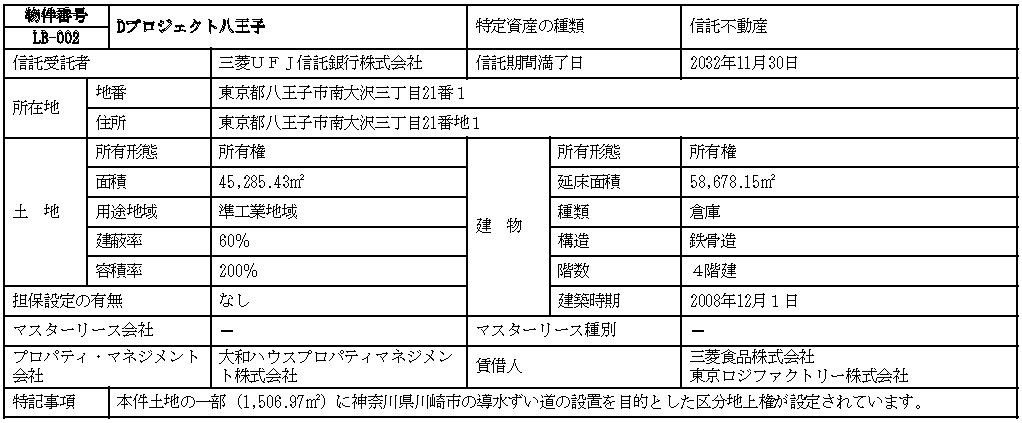 物件番号
LB-002
Dプロジェクト八王子
特定資産の種類
信託不動産
信託受託者
三菱ＵＦＪ信託銀行株式会社
信託期間満了日
2032年11月30日
所在地
地番
東京都八王子市南大沢三丁目21番１
住所
東京都八王子市南大沢三丁目21番地１
土　地
所有形態
所有権
建　物
所有形態
所有権
面積
45,285.43㎡
延床面積
58,678.15㎡
用途地域
準工業地域
種類
倉庫
建蔽率
60%
構造
鉄骨造
容積率
200%
階数
４階建
担保設定の有無
なし
建築時期
2008年12月１日
マスターリース会社
－
マスターリース種別
－
プロパティ・マネジメント
会社
大和ハウスプロパティマネジメン
ト株式会社
賃借人
三菱食品株式会社
東京ロジファクトリー株式会社
特記事項
本件土地の一部（1,506.97㎡）に神奈川県川崎市の導水ずい道の設置を目的とした区分地上権が設定されています。